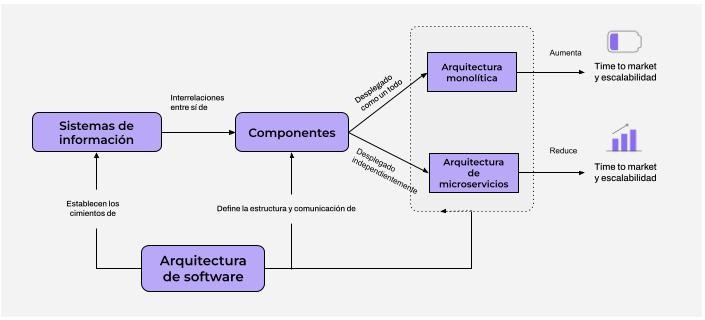 Sistemas de
información
Interrelaciones
entre sí de
Componentes
Desplegado
como un todo
Desplegado
independientemente
Arquitectura
monolítica
Arquitectura
de
microservicios
Aumenta
Time to market
y escalabilidad
Reduce
Time to market
y escalabilidad
Establecen los
cimientos de
Define la estructura y comunicación de
Arquitectura
de software